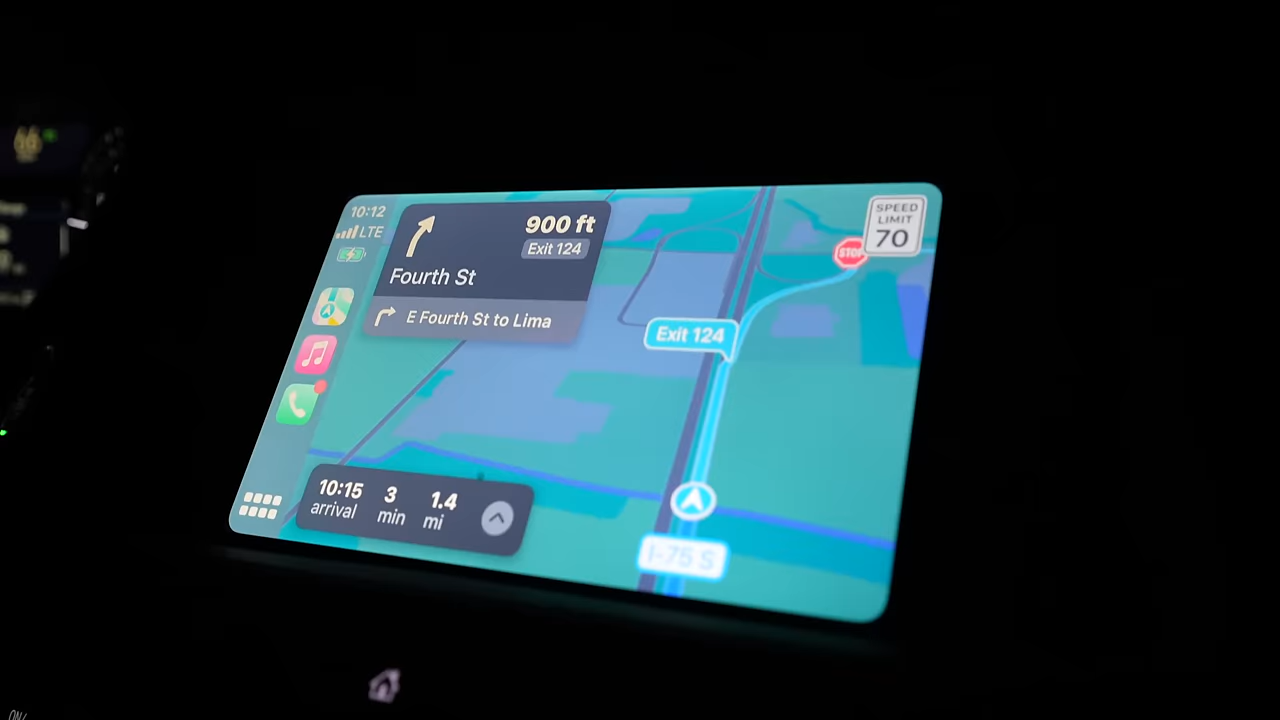 10:12
LTE
900 ft
Exit 124
Fourth St
E Fourth St to Lima
SPEED
LIMIT
70
STOP
Exit 124
10:15 3 1.4
arrival min mi
I-75 S
ON/